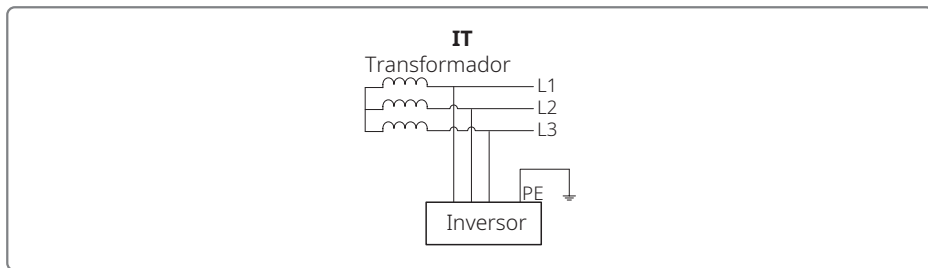 IT
Transformador
L1
L2
L3
PE
Inversor